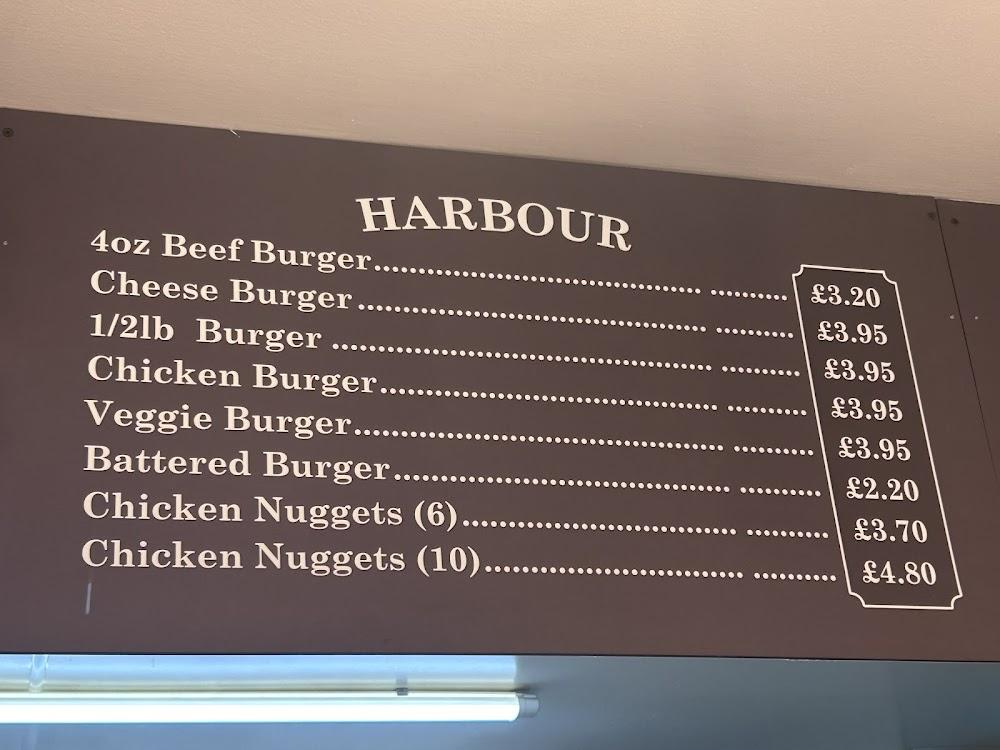 HARBOUR
4oz Beef Burger.......................................... .......... £3.20
Cheese Burger.......................................... .......... £3.95
1/2lb  Burger .......................................... .......... £3.95
Chicken Burger.......................................... .......... £3.95
Veggie Burger.......................................... .......... £3.95
Battered Burger.......................................... .......... £2.20
Chicken Nuggets (6).................................. .......... £3.70
Chicken Nuggets (10)................................ .......... £4.80